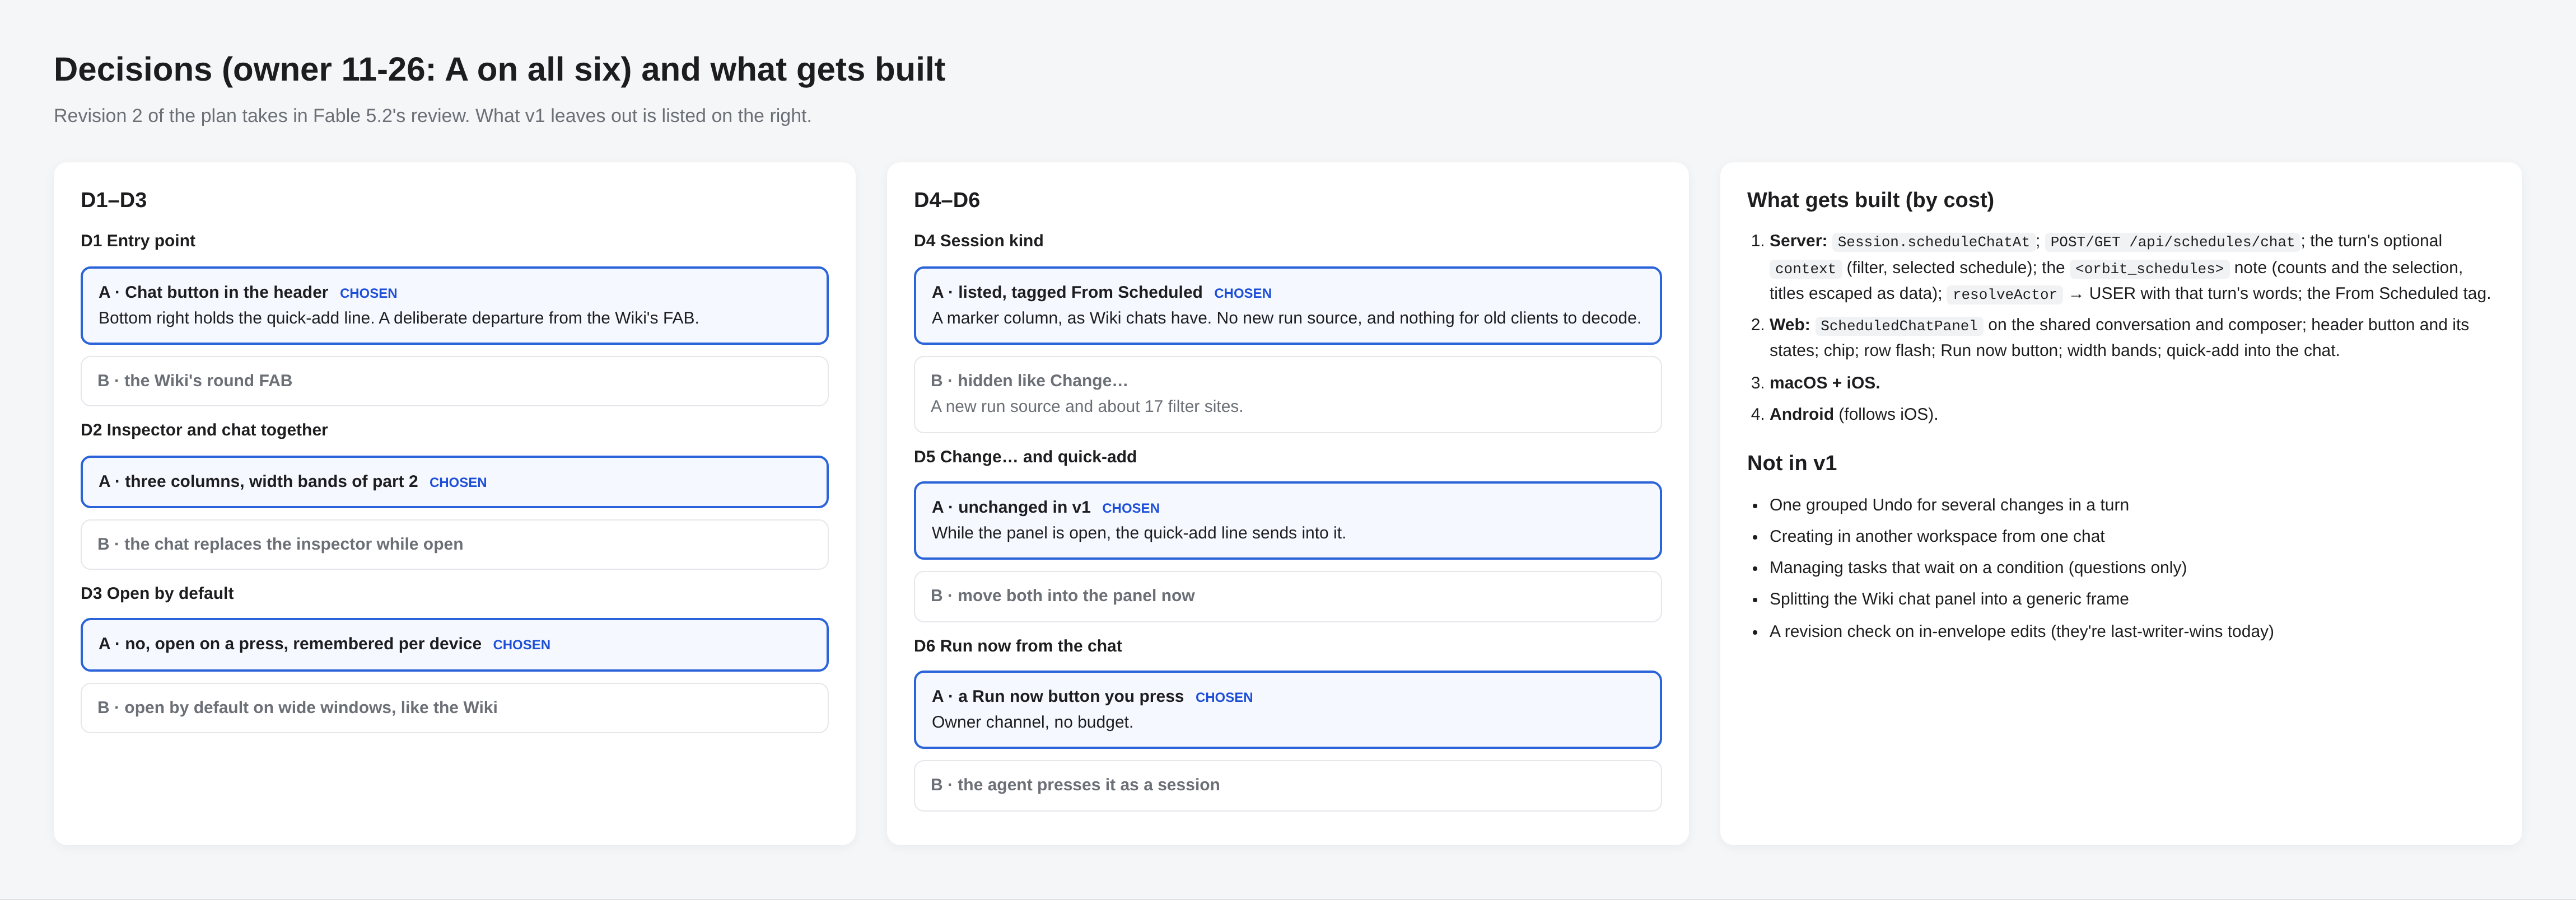 Decisions (owner 11-26: A on all six) and what gets built
Revision 2 of the plan takes in Fable 5.2's review. What v1 leaves out is listed on the right.
D1–D3
D1 Entry point
A · Chat button in the header CHOSEN
Bottom right holds the quick-add line. A deliberate departure from the Wiki's FAB.
B · the Wiki's round FAB
D2 Inspector and chat together
A · three columns, width bands of part 2 CHOSEN
B · the chat replaces the inspector while open
D3 Open by default
A · no, open on a press, remembered per device CHOSEN
B · open by default on wide windows, like the Wiki
D4–D6
D4 Session kind
A · listed, tagged From Scheduled CHOSEN
A marker column, as Wiki chats have. No new run source, and nothing for old clients to decode.
B · hidden like Change…
A new run source and about 17 filter sites.
D5 Change… and quick-add
A · unchanged in v1 CHOSEN
While the panel is open, the quick-add line sends into it.
B · move both into the panel now
D6 Run now from the chat
A · a Run now button you press CHOSEN
Owner channel, no budget.
B · the agent presses it as a session
What gets built (by cost)
1. Server: Session.scheduleChatAt; POST/GET /api/schedules/chat; the turn's optional
context (filter, selected schedule); the <orbit_schedules> note (counts and the selection,
titles escaped as data); resolveActor → USER with that turn's words; the From Scheduled tag.
2. Web: ScheduledChatPanel on the shared conversation and composer; header button and its
states; chip; row flash; Run now button; width bands; quick-add into the chat.
3. macOS + iOS.
4. Android (follows iOS).
Not in v1
• One grouped Undo for several changes in a turn
• Creating in another workspace from one chat
• Managing tasks that wait on a condition (questions only)
• Splitting the Wiki chat panel into a generic frame
• A revision check on in-envelope edits (they're last-writer-wins today)